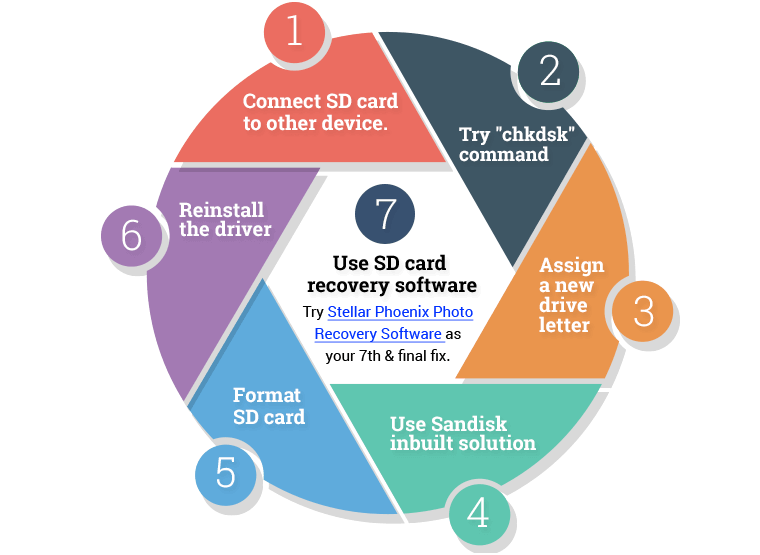 1
Connect SD card
to other device.
2
Try "chkdsk"
command
3
Assign
a new
drive
letter
4
Use Sandisk
inbuilt solution
5
Format
SD card
6
Reinstall
the driver
7
Use SD card
recovery software
Try Stellar Phoenix Photo
Recovery Software as
your 7th & final fix.